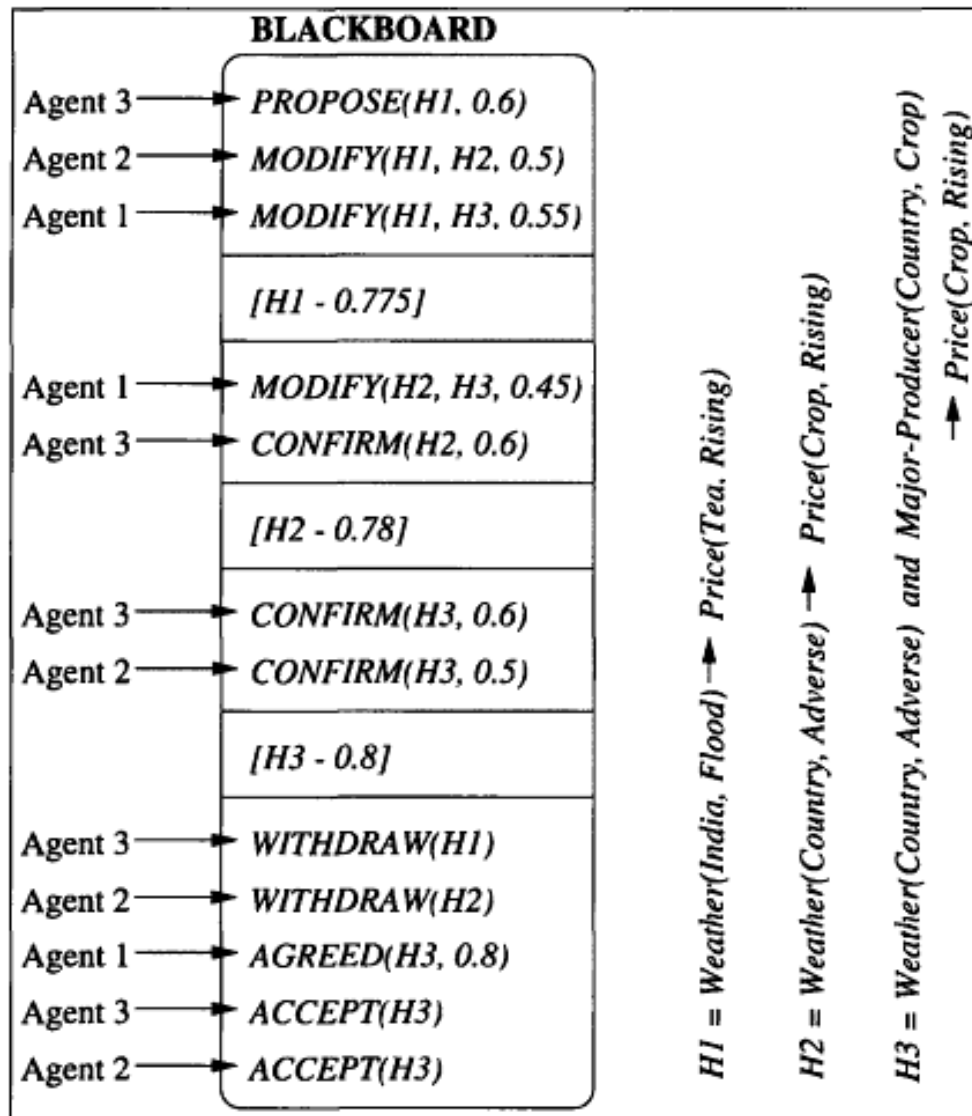 BLACKBOARD
Agent 3 → PROPOSE(H1, 0.6)
Agent 2 → MODIFY(H1, H2, 0.5)
Agent 1 → MODIFY(H1, H3, 0.55)
[H1 - 0.775]
Agent 1 → MODIFY(H2, H3, 0.45)
Agent 3 → CONFIRM(H2, 0.6)
[H2 - 0.78]
Agent 3 → CONFIRM(H3, 0.6)
Agent 2 → CONFIRM(H3, 0.5)
[H3 - 0.8]
Agent 3 → WITHDRAW(H1)
Agent 2 → WITHDRAW(H2)
Agent 1 → AGREED(H3, 0.8)
Agent 3 → ACCEPT(H3)
Agent 2 → ACCEPT(H3)
H1 = Weather(India, Flood) → Price(Tea, Rising)
H2 = Weather(Country, Adverse) → Price(Crop, Rising)
H3 = Weather(Country, Adverse) and Major-Producer(Country, Crop)
→ Price(Crop, Rising)